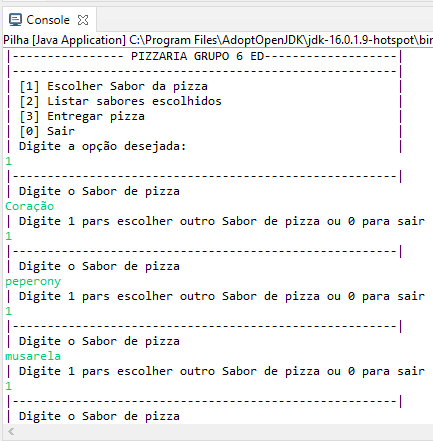 Console
Pilha [Java Application] C:\Program Files\AdoptOpenJDK\jdk-16.0.1.9-hotspot\bin
|---------------- PIZZARIA GRUPO 6 ED-------------------|
|-------------------------------------------------------|
| [1] Escolher Sabor da pizza |
| [2] Listar sabores escolhidos |
| [3] Entregar pizza |
| [0] Sair |
| Digite a opção desejada: |
1
|-------------------------------------------------------|
| Digite o Sabor de pizza
Coração
| Digite 1 pars escolher outro Sabor de pizza ou 0 para sair
1
|-------------------------------------------------------|
| Digite o Sabor de pizza
peperony
| Digite 1 pars escolher outro Sabor de pizza ou 0 para sair
1
|-------------------------------------------------------|
| Digite o Sabor de pizza
musarela
| Digite 1 pars escolher outro Sabor de pizza ou 0 para sair
1
|-------------------------------------------------------|
| Digite o Sabor de pizza